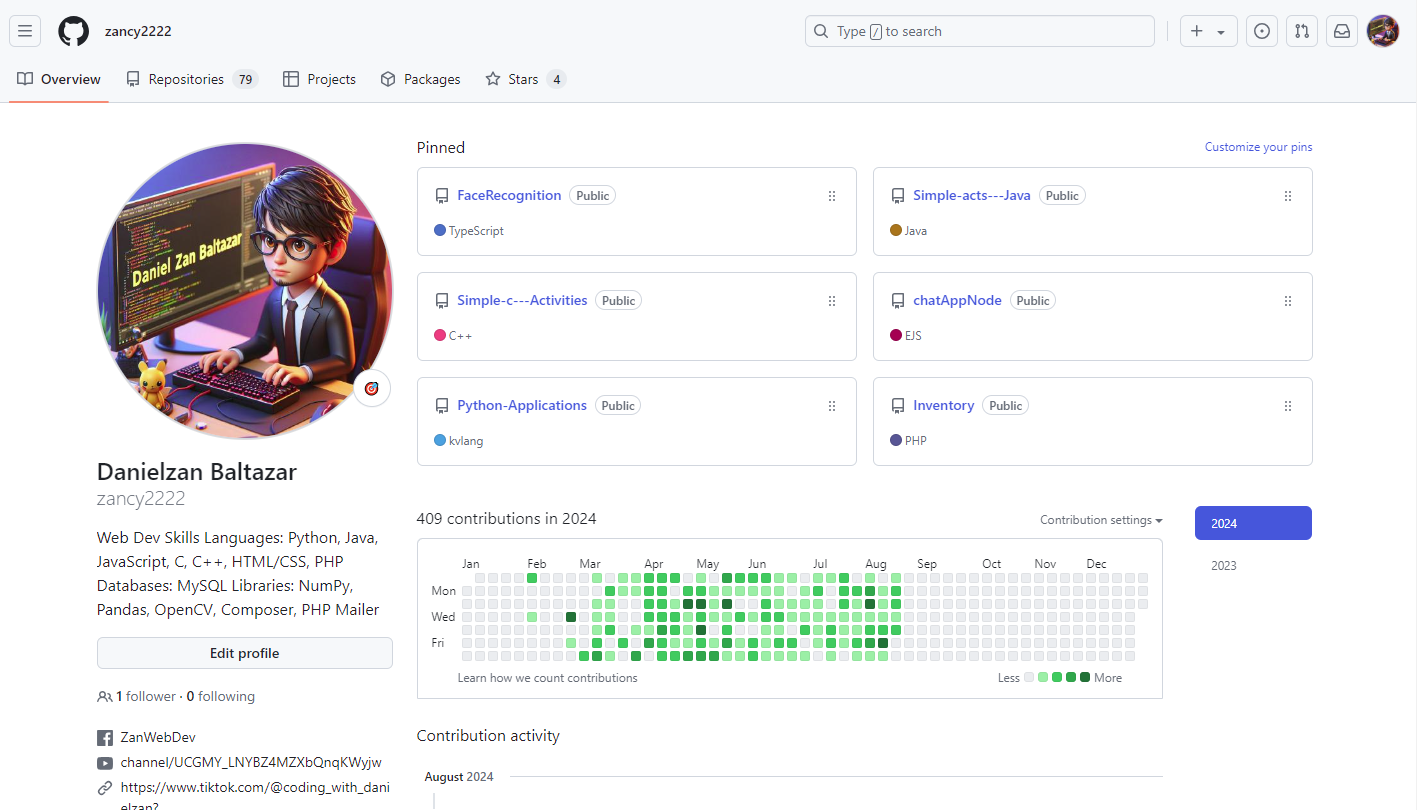 zancy2222
Type / to search
Overview
Repositories 79
Projects
Packages
Stars 4
Daniel Zan Baltazar
Danielzan Baltazar
zancy2222
Web Dev Skills Languages: Python, Java,
JavaScript, C, C++, HTML/CSS, PHP
Databases: MySQL Libraries: NumPy,
Pandas, OpenCV, Composer, PHP Mailer
Edit profile
1 follower · 0 following
ZanWebDev
channel/UCGMY_LNYBZ4MZXbQnqKWyjw
https://www.tiktok.com/@coding_with_dani
elzan?
Pinned
Customize your pins
FaceRecognition Public
TypeScript
Simple-acts---Java Public
Java
Simple-c---Activities Public
C++
chatAppNode Public
EJS
Python-Applications Public
kvlang
Inventory Public
PHP
409 contributions in 2024
Contribution settings
2024
2023
Jan Feb Mar Apr May Jun Jul Aug Sep Oct Nov Dec
Mon
Wed
Fri
Learn how we count contributions
Less More
Contribution activity
August 2024